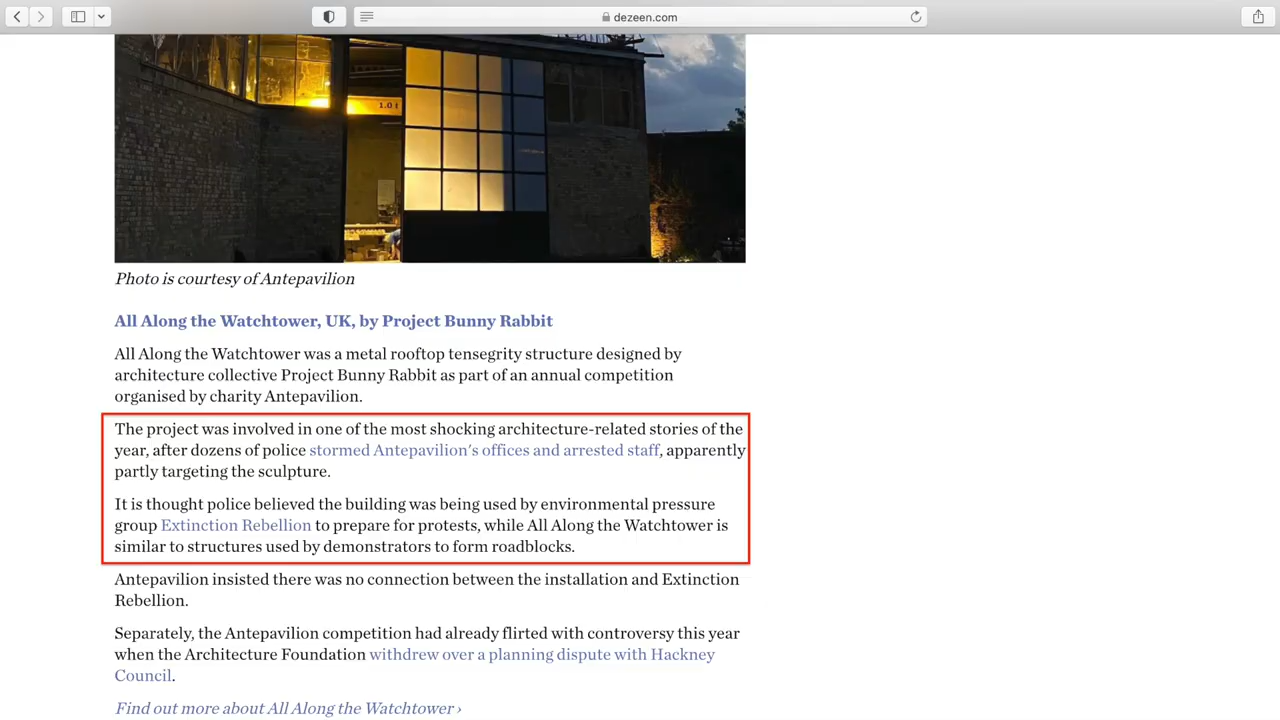 dezeen.com
1.0 t
Photo is courtesy of Antepavilion
All Along the Watchtower, UK, by Project Bunny Rabbit
All Along the Watchtower was a metal rooftop tensegrity structure designed by
architecture collective Project Bunny Rabbit as part of an annual competition
organised by charity Antepavilion.
The project was involved in one of the most shocking architecture-related stories of the
year, after dozens of police stormed Antepavilion's offices and arrested staff, apparently
partly targeting the sculpture.
It is thought police believed the building was being used by environmental pressure
group Extinction Rebellion to prepare for protests, while All Along the Watchtower is
similar to structures used by demonstrators to form roadblocks.
Antepavilion insisted there was no connection between the installation and Extinction
Rebellion.
Separately, the Antepavilion competition had already flirted with controversy this year
when the Architecture Foundation withdrew over a planning dispute with Hackney
Council.
Find out more about All Along the Watchtower ›